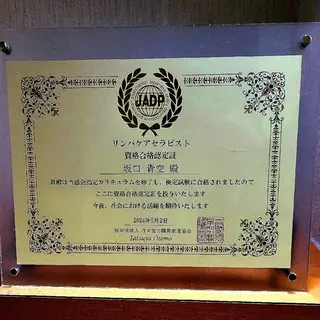 JADP
リンパケアセラピスト
資格合格認定証
坂口 青空 殿
貴殿は当協会指定カリキュラムを修了し、検定試験に合格されましたので
ここに資格合格認定証を授与いたします
今後、社会における活躍を期待いたします
2024年5月2日
Tatsuya Otomo